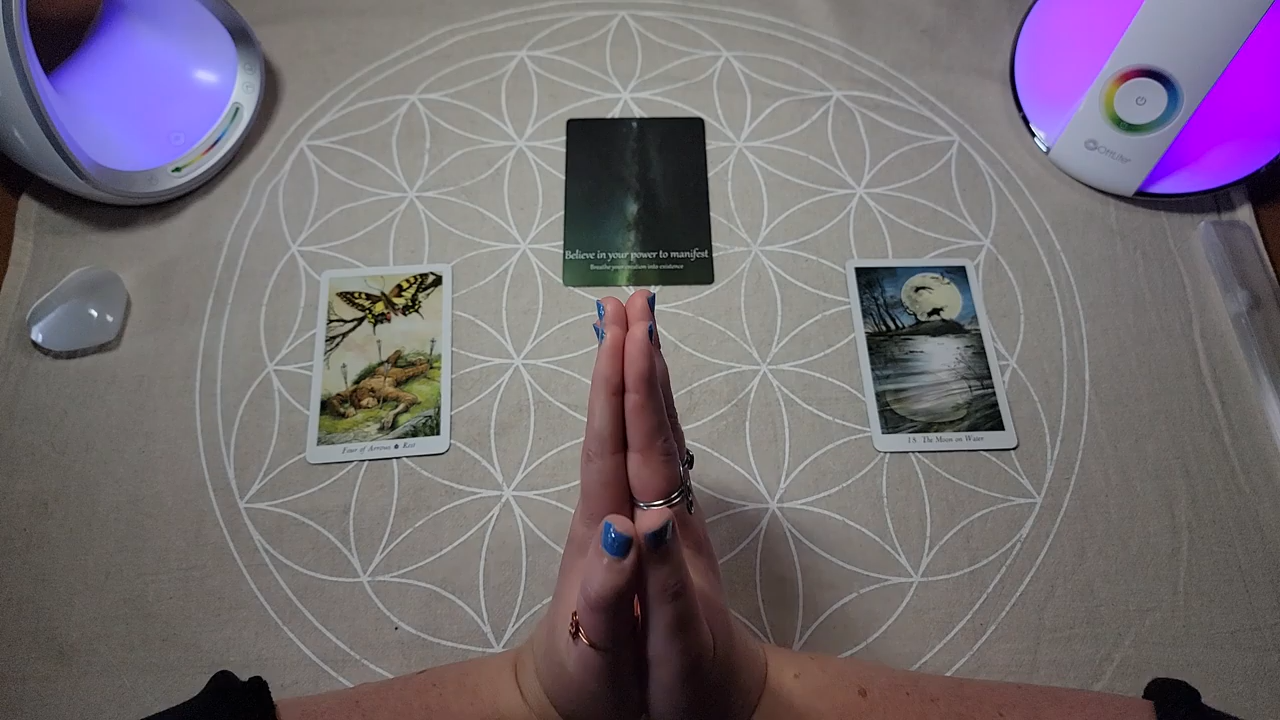 Believe in your power to manifest
Breathe your creation into existence
Four of Arrows Rest
18. The Moon on Water